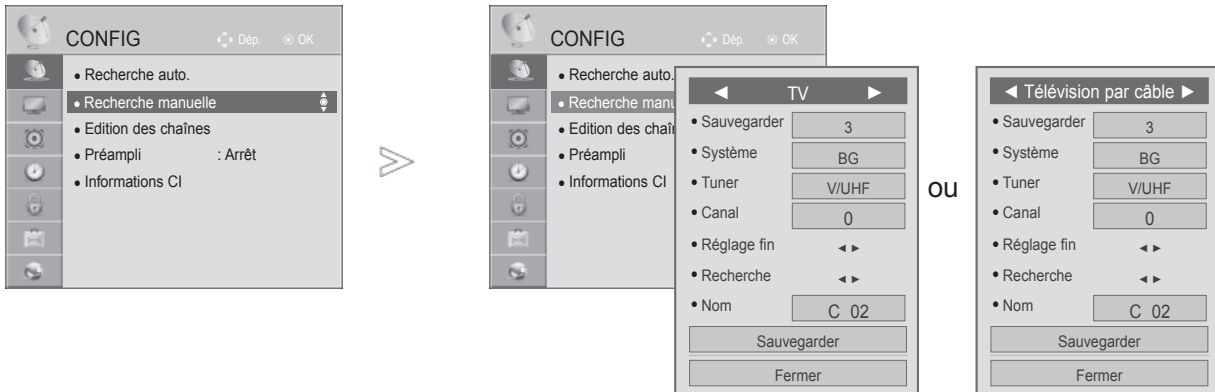 CONFIG
Dép. OK
• Recherche auto.
• Recherche manuelle
• Edition des chaînes
• Préampli : Arrêt
• Informations CI
CONFIG
Dép. OK
• Recherche auto.
• Recherche manu
• Edition des chaî
• Préampli
• Informations CI
◄ TV ►
• Sauvegarder 3
• Système BG
• Tuner V/UHF
• Canal 0
• Réglage fin ◄ ►
• Recherche ◄ ►
• Nom C 02
Sauvegarder
Fermer
ou
◄ Télévision par câble ►
• Sauvegarder 3
• Système BG
• Tuner V/UHF
• Canal 0
• Réglage fin ◄ ►
• Recherche ◄ ►
• Nom C 02
Sauvegarder
Fermer